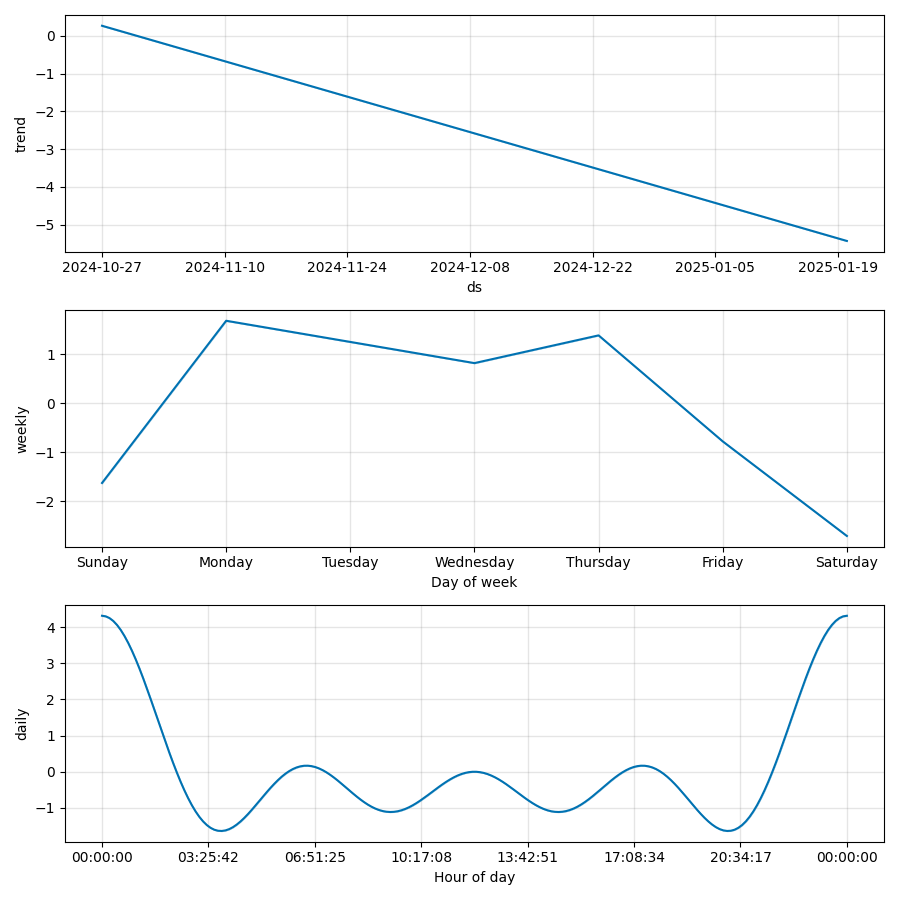 trend
0
−1
−2
−3
−4
−5
2024-10-27 2024-11-10 2024-11-24 2024-12-08 2024-12-22 2025-01-05 2025-01-19
ds
weekly
1
0
−1
−2
Sunday Monday Tuesday Wednesday Thursday Friday Saturday
Day of week
daily
4
3
2
1
0
−1
00:00:00 03:25:42 06:51:25 10:17:08 13:42:51 17:08:34 20:34:17 00:00:00
Hour of day